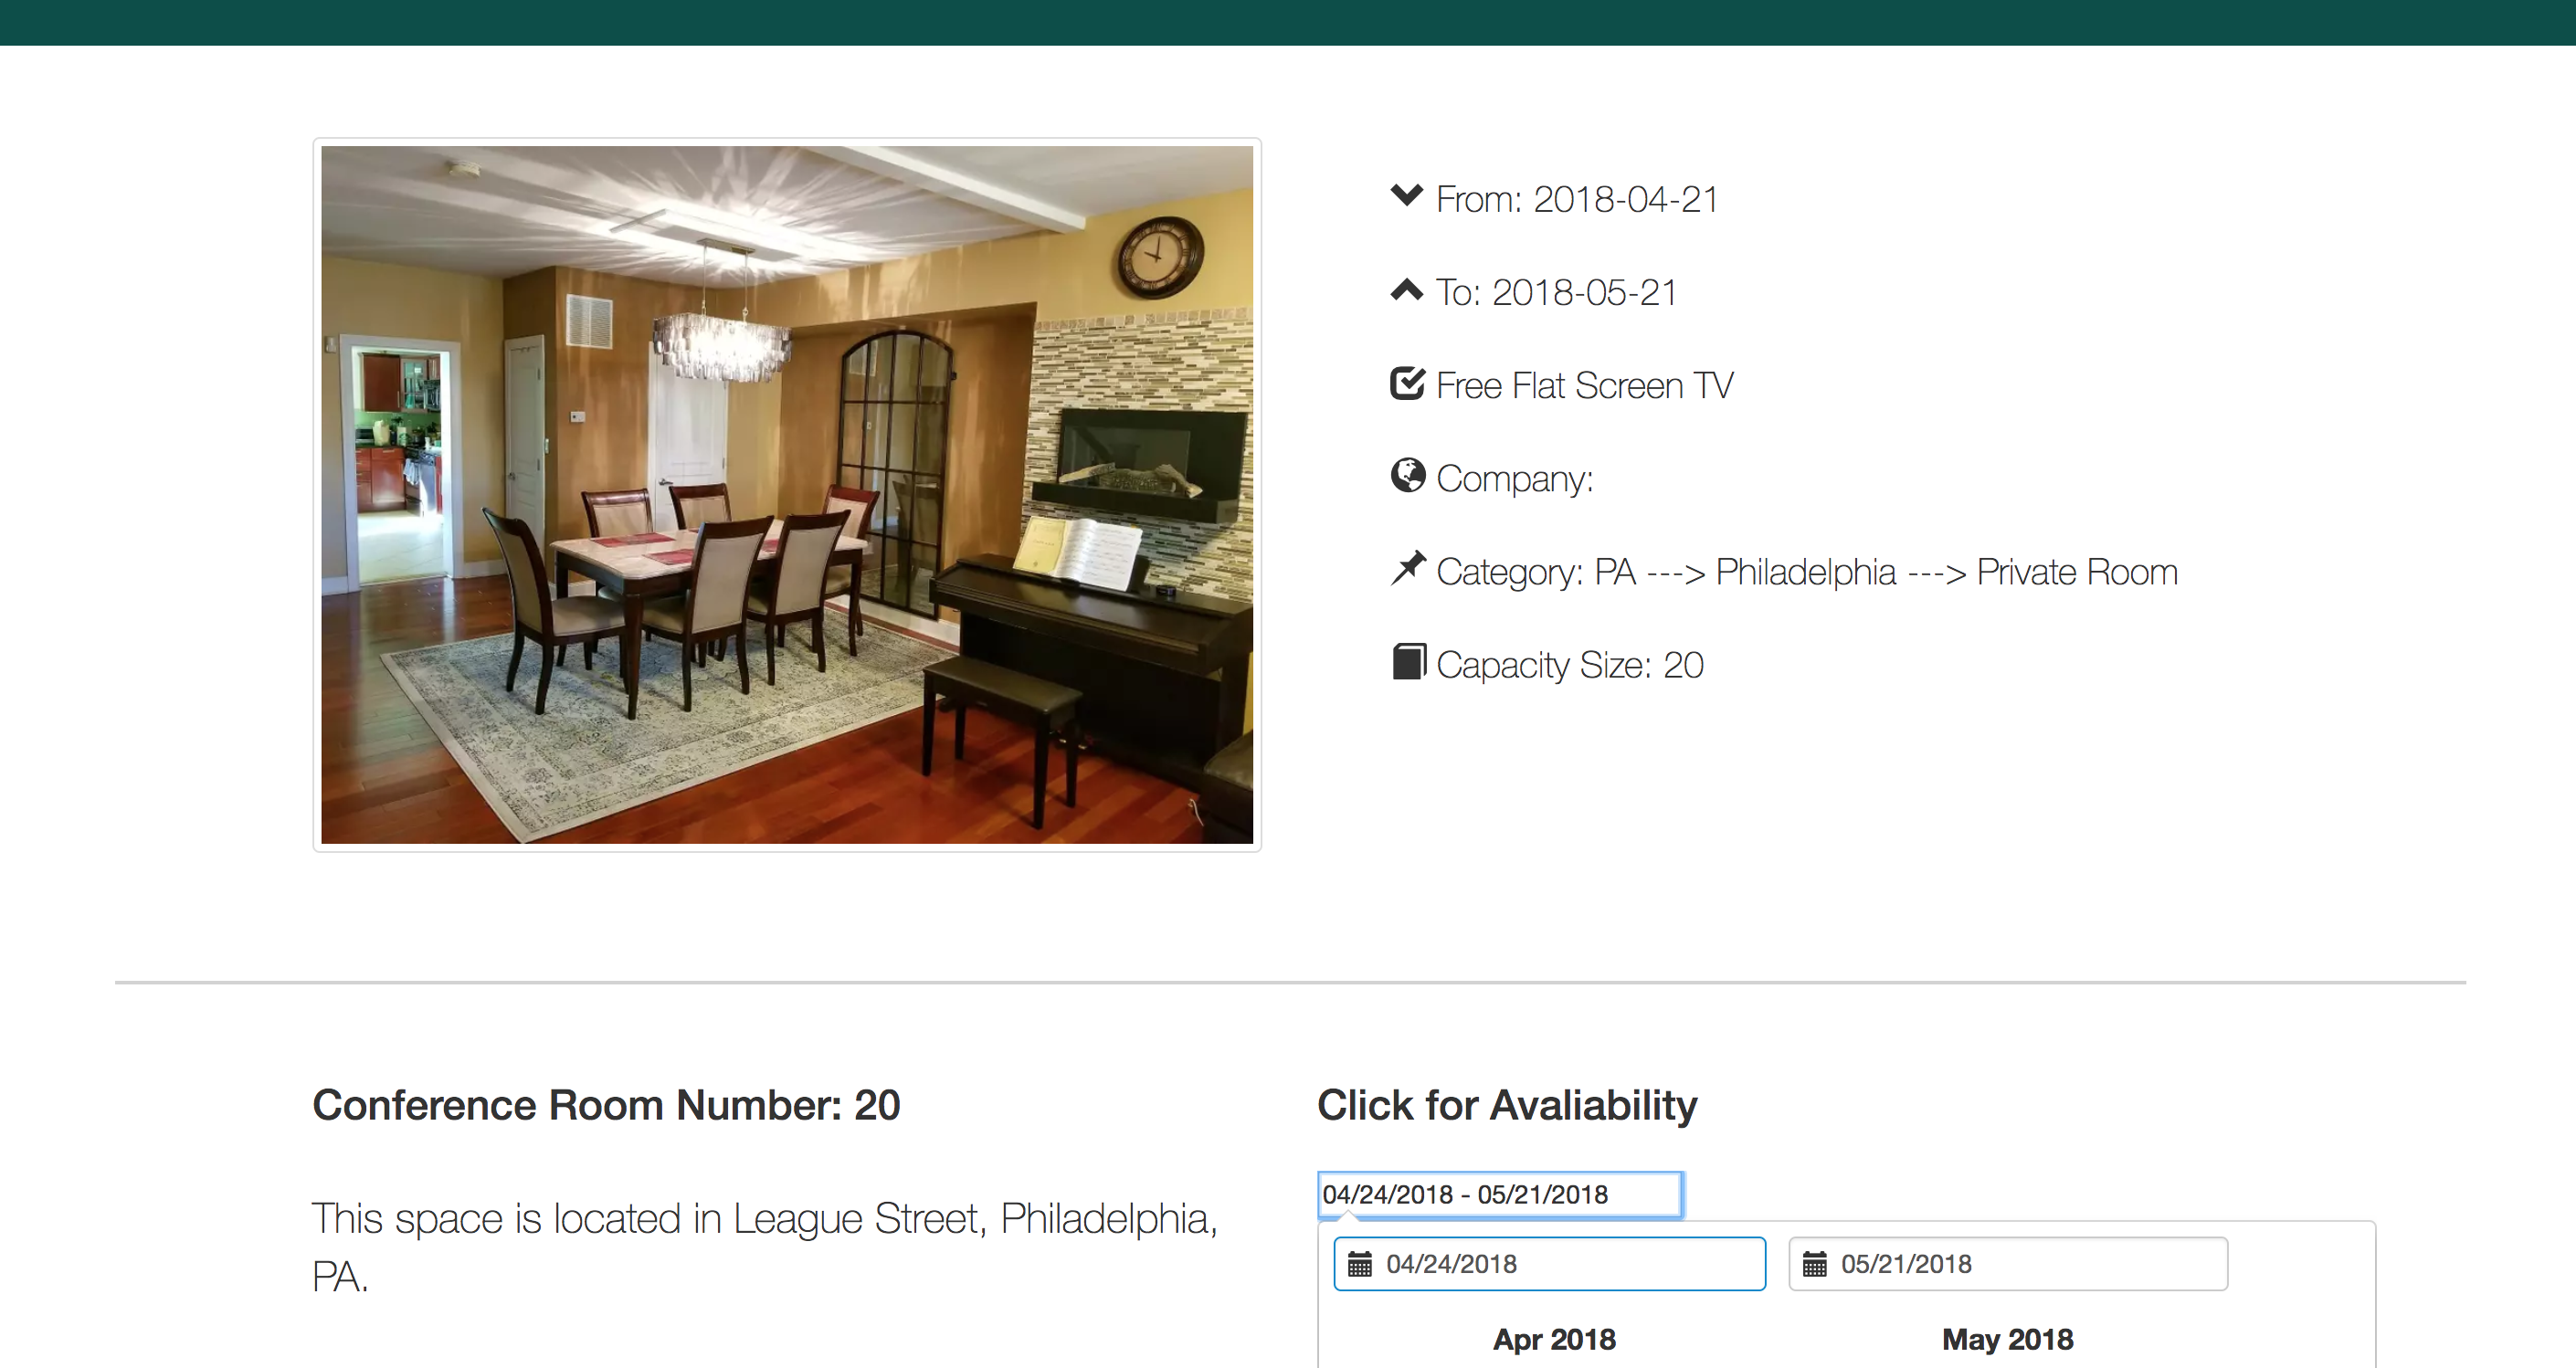 From: 2018-04-21
To: 2018-05-21
Free Flat Screen TV
Company:
Category: PA ---> Philadelphia ---> Private Room
Capacity Size: 20
Conference Room Number: 20
This space is located in League Street, Philadelphia,
PA.
Click for Avaliability
04/24/2018 - 05/21/2018
04/24/2018
05/21/2018
Apr 2018
May 2018